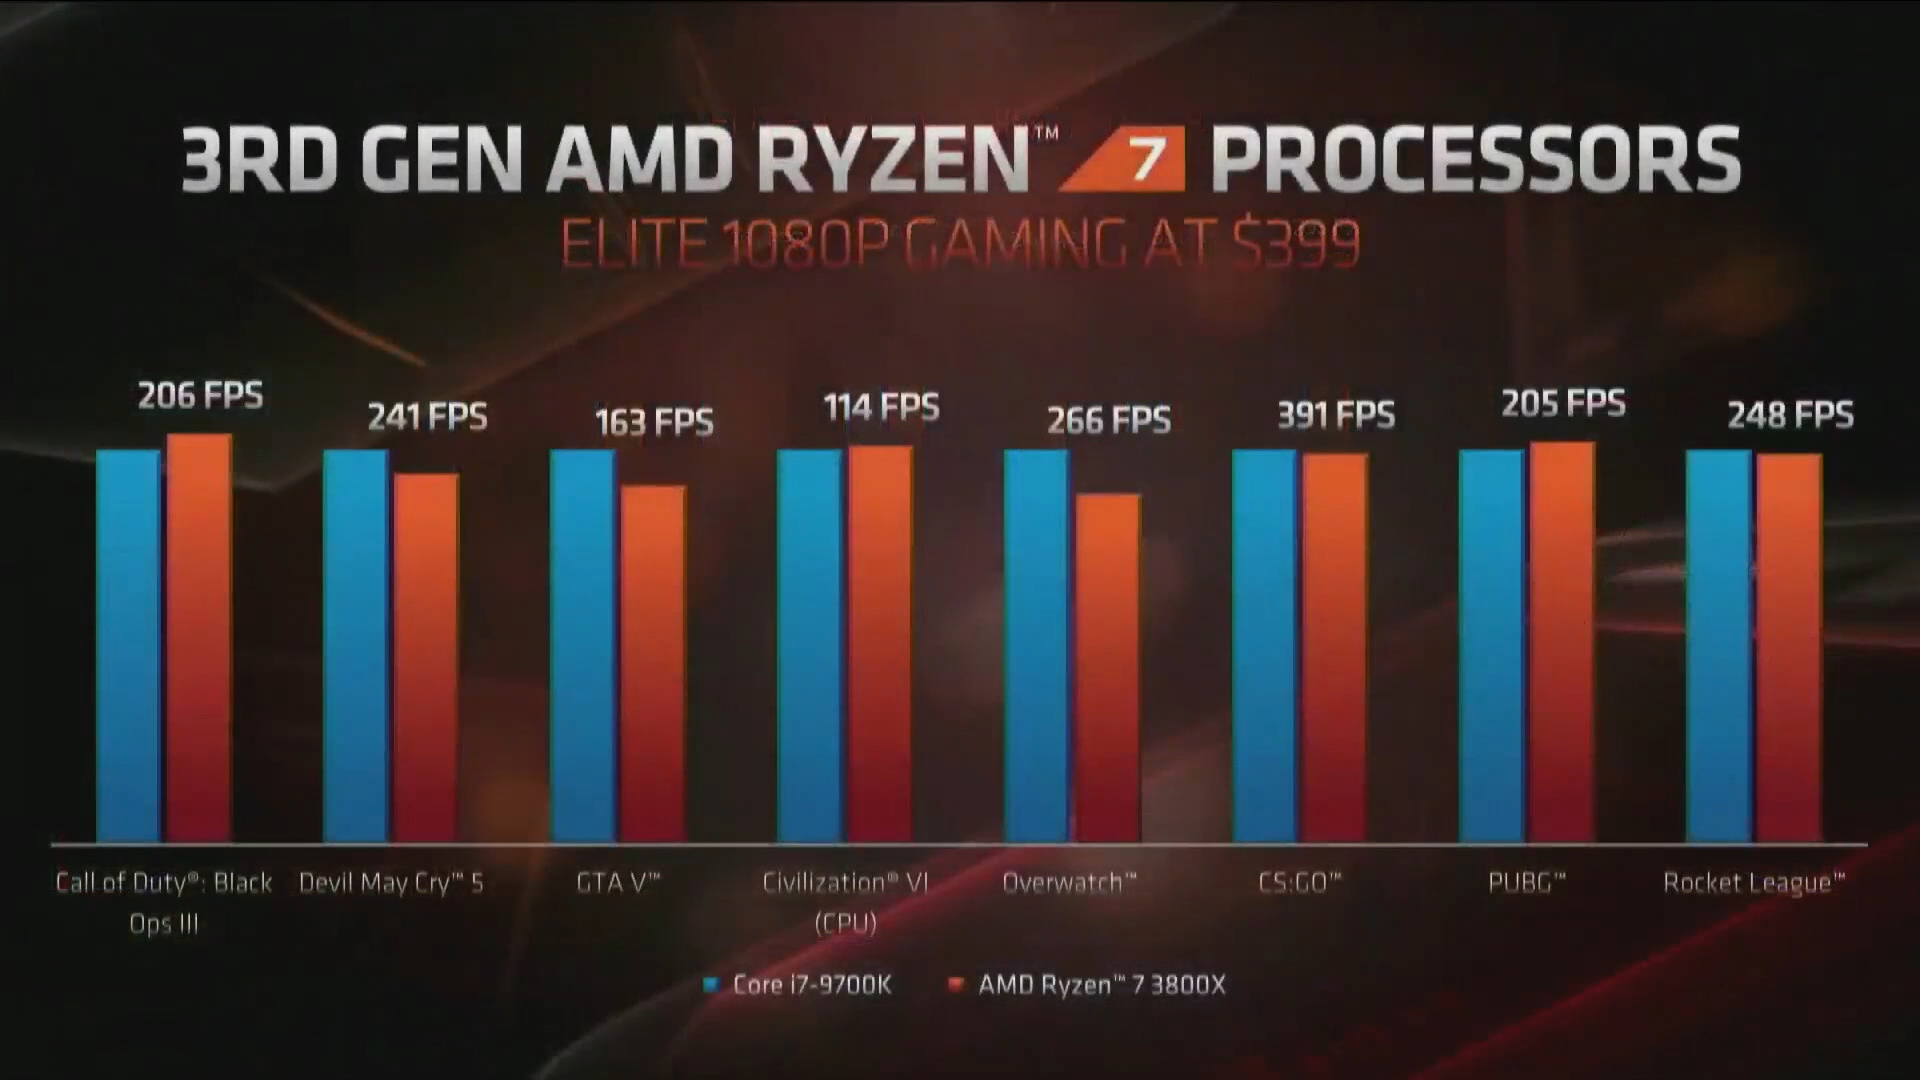 3RD GEN AMD RYZEN™ 7 PROCESSORS
ELITE 1080P GAMING AT $399
206 FPS
241 FPS
163 FPS
114 FPS
266 FPS
391 FPS
205 FPS
248 FPS
Call of Duty®: Black
Ops III
Devil May Cry™ 5
GTA V™
Civilization® VI
(CPU)
Overwatch™
CS:GO™
PUBG™
Rocket League™
Core i7-9700K
AMD Ryzen™ 7 3800X